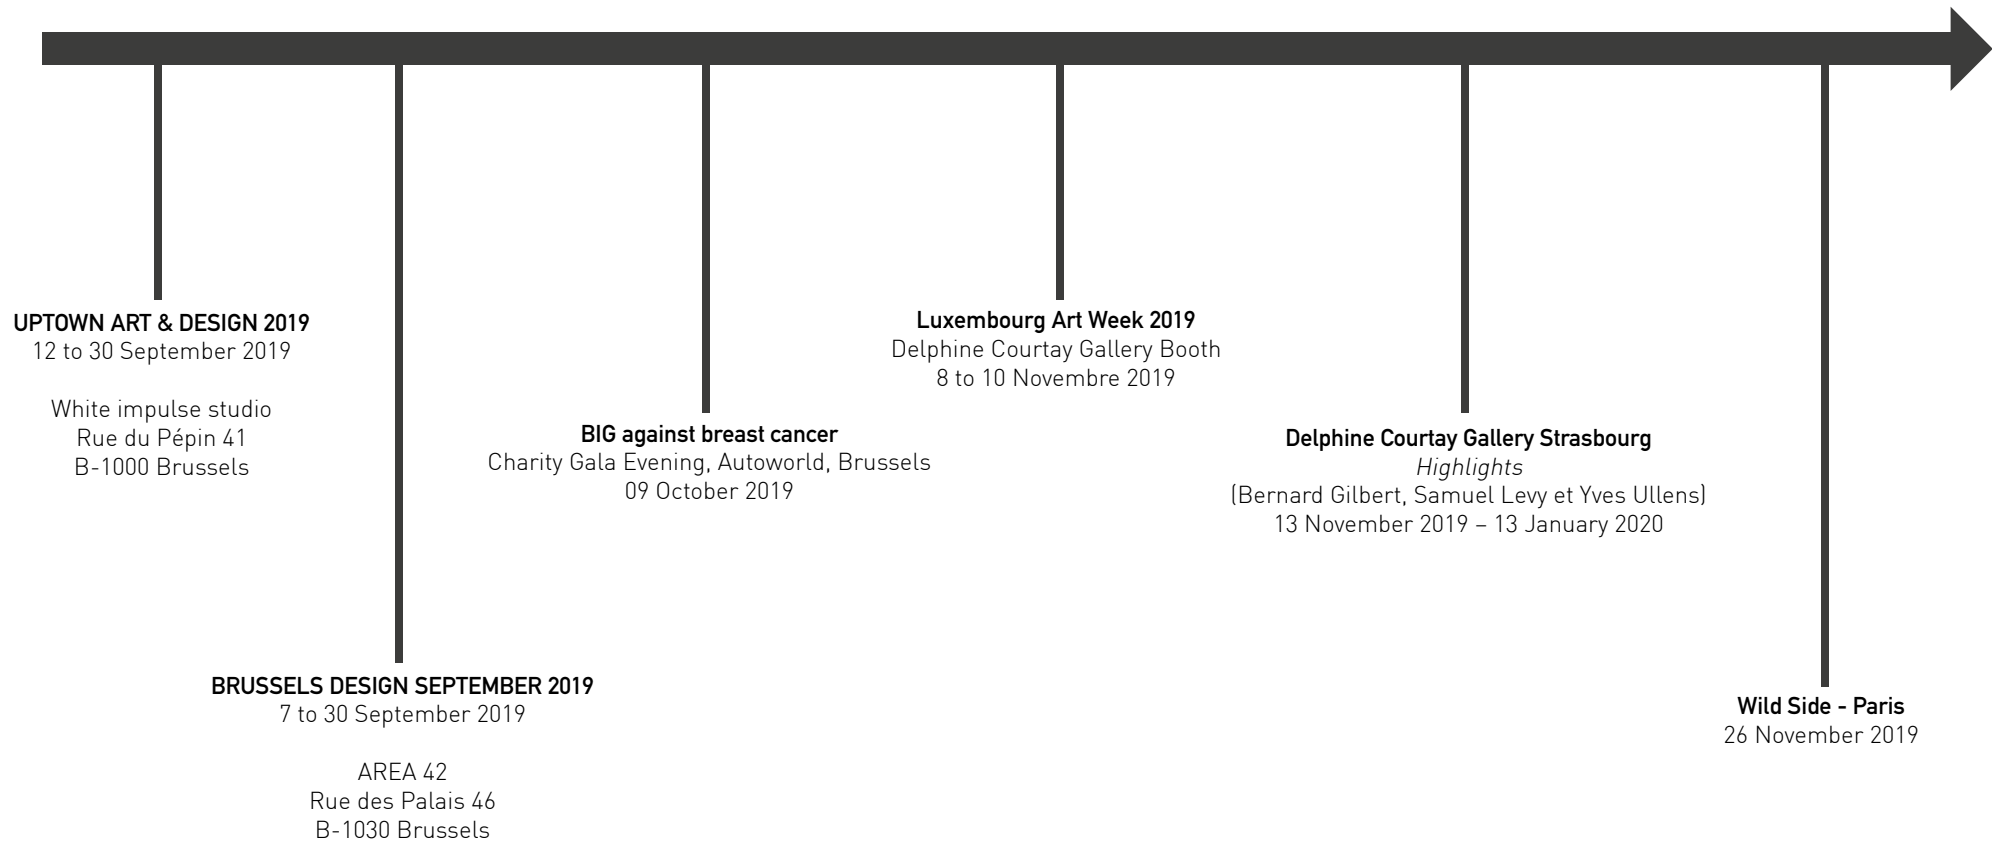 UPTOWN ART & DESIGN 2019
12 to 30 September 2019
White impulse studio
Rue du Pépin 41
B-1000 Brussels
BRUSSELS DESIGN SEPTEMBER 2019
7 to 30 September 2019
AREA 42
Rue des Palais 46
B-1030 Brussels
BIG against breast cancer
Charity Gala Evening, Autoworld, Brussels
09 October 2019
Luxembourg Art Week 2019
Delphine Courtay Gallery Booth
8 to 10 Novembre 2019
Delphine Courtay Gallery Strasbourg
Highlights
(Bernard Gilbert, Samuel Levy et Yves Ullens)
13 November 2019 – 13 January 2020
Wild Side - Paris
26 November 2019